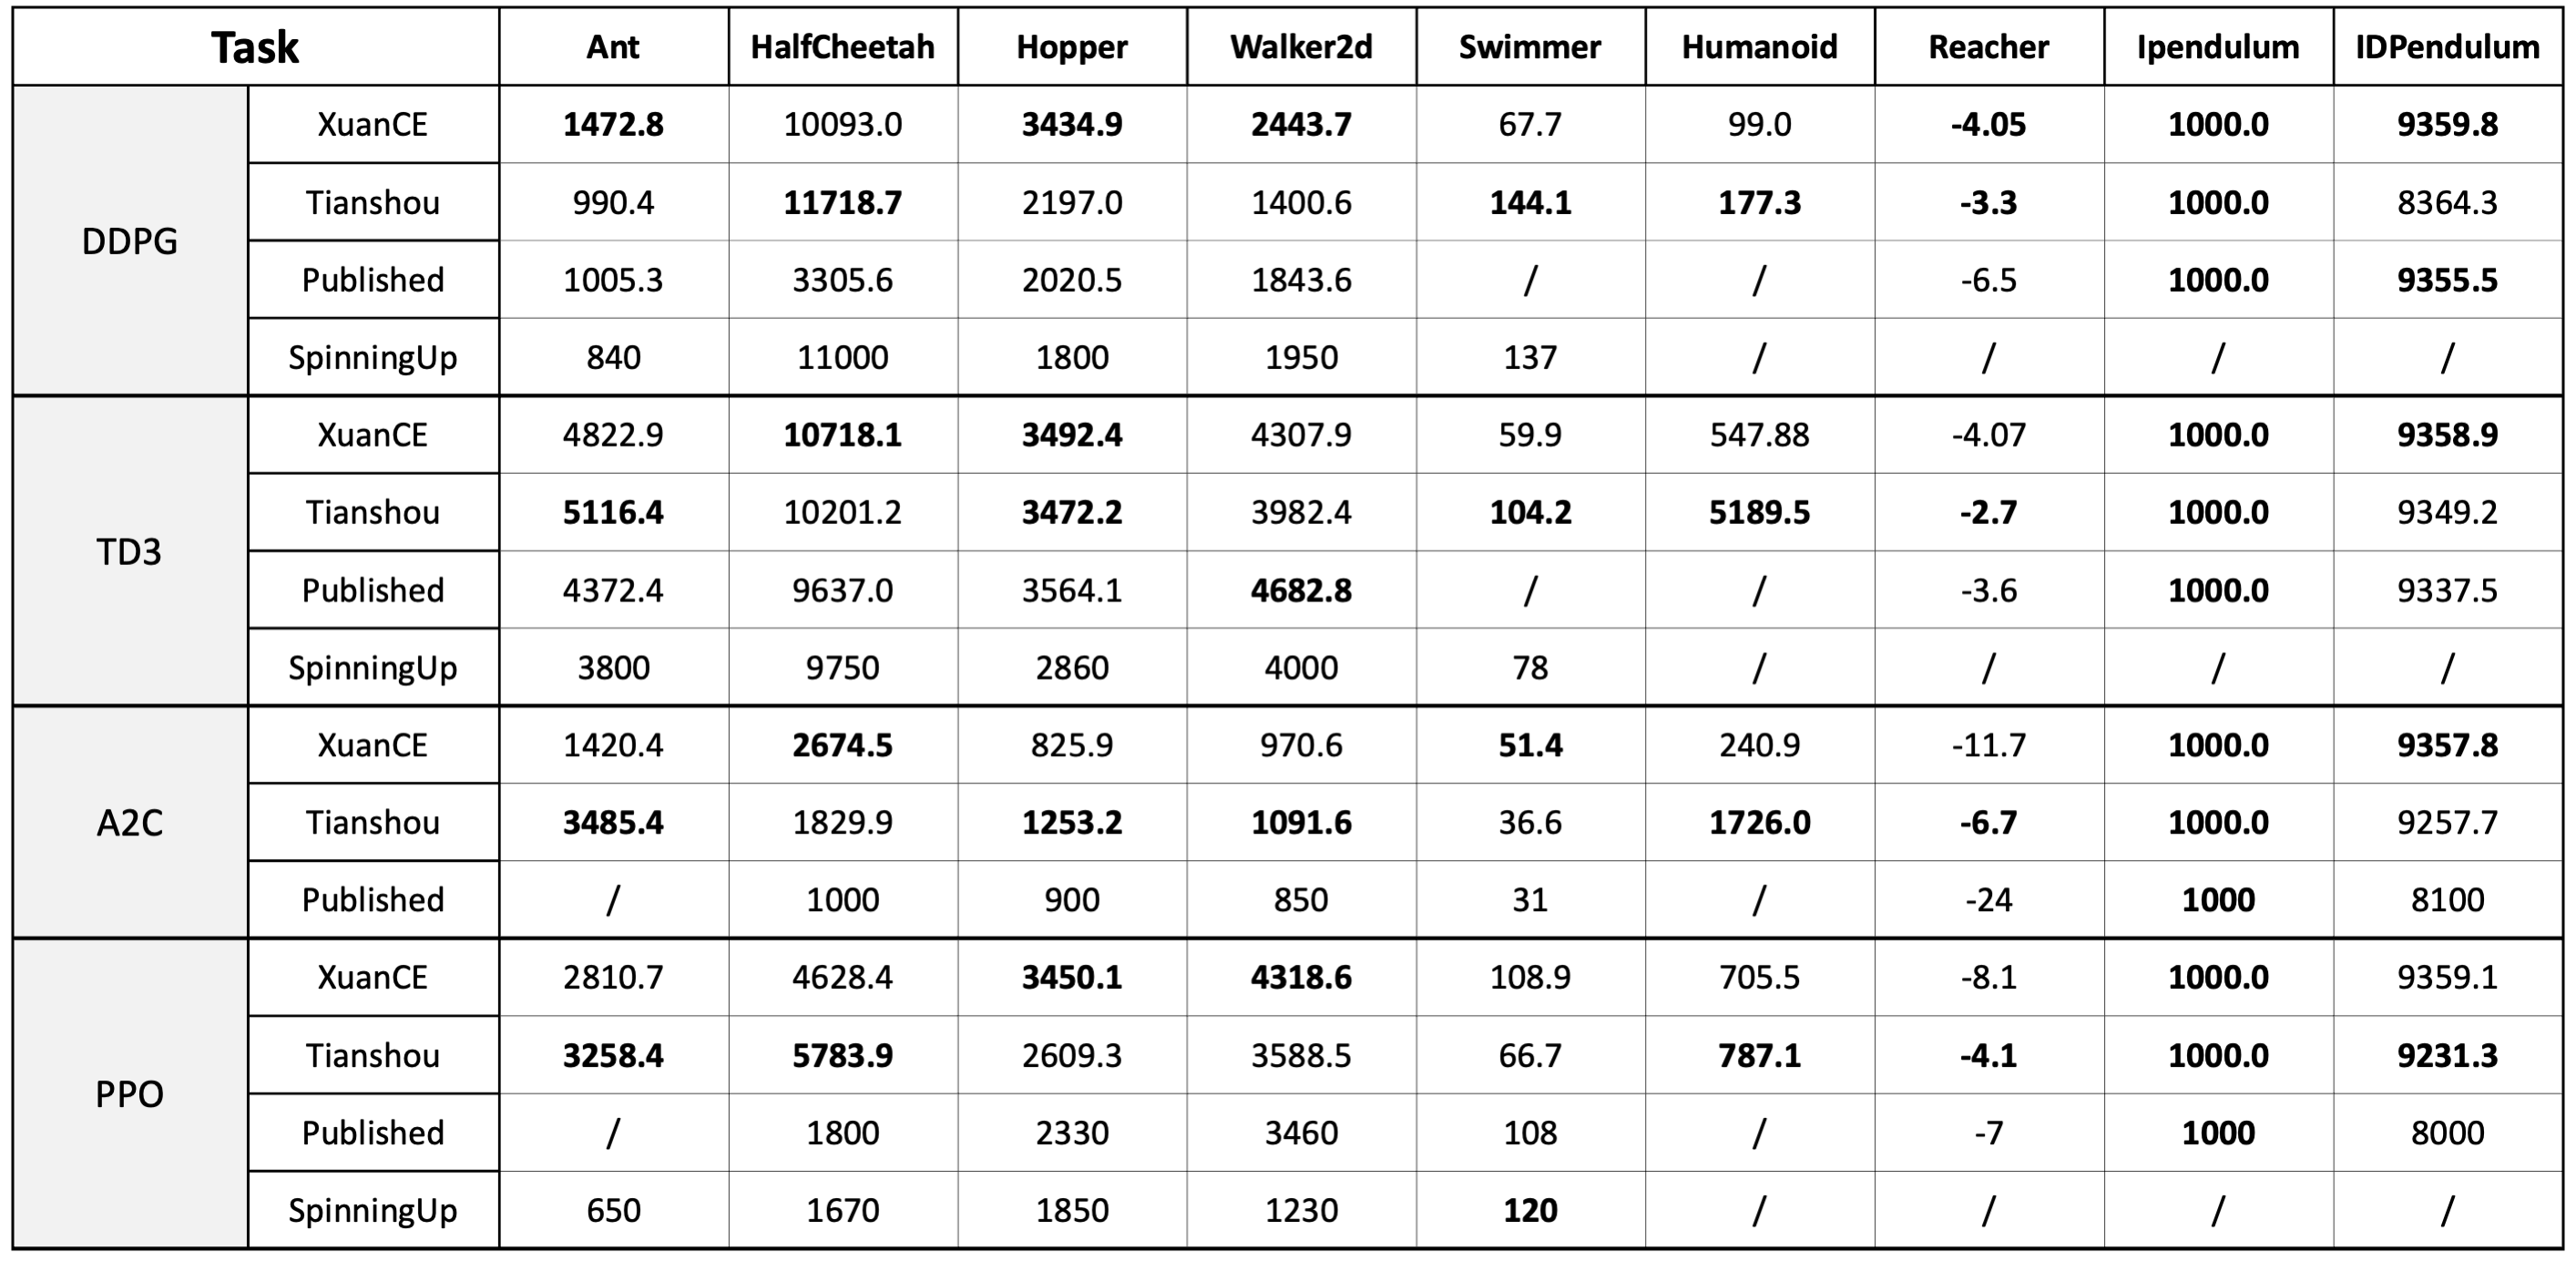 Task Ant HalfCheetah Hopper Walker2d Swimmer Humanoid Reacher Ipendulum IDPendulum
DDPG
XuanCE 1472.8 10093.0 3434.9 2443.7 67.7 99.0 -4.05 1000.0 9359.8
Tianshou 990.4 11718.7 2197.0 1400.6 144.1 177.3 -3.3 1000.0 8364.3
Published 1005.3 3305.6 2020.5 1843.6 / / -6.5 1000.0 9355.5
SpinningUp 840 11000 1800 1950 137 / / / /
TD3
XuanCE 4822.9 10718.1 3492.4 4307.9 59.9 547.88 -4.07 1000.0 9358.9
Tianshou 5116.4 10201.2 3472.2 3982.4 104.2 5189.5 -2.7 1000.0 9349.2
Published 4372.4 9637.0 3564.1 4682.8 / / -3.6 1000.0 9337.5
SpinningUp 3800 9750 2860 4000 78 / / / /
A2C
XuanCE 1420.4 2674.5 825.9 970.6 51.4 240.9 -11.7 1000.0 9357.8
Tianshou 3485.4 1829.9 1253.2 1091.6 36.6 1726.0 -6.7 1000.0 9257.7
Published / 1000 900 850 31 / -24 1000 8100
PPO
XuanCE 2810.7 4628.4 3450.1 4318.6 108.9 705.5 -8.1 1000.0 9359.1
Tianshou 3258.4 5783.9 2609.3 3588.5 66.7 787.1 -4.1 1000.0 9231.3
Published / 1800 2330 3460 108 / -7 1000 8000
SpinningUp 650 1670 1850 1230 120 / / / /